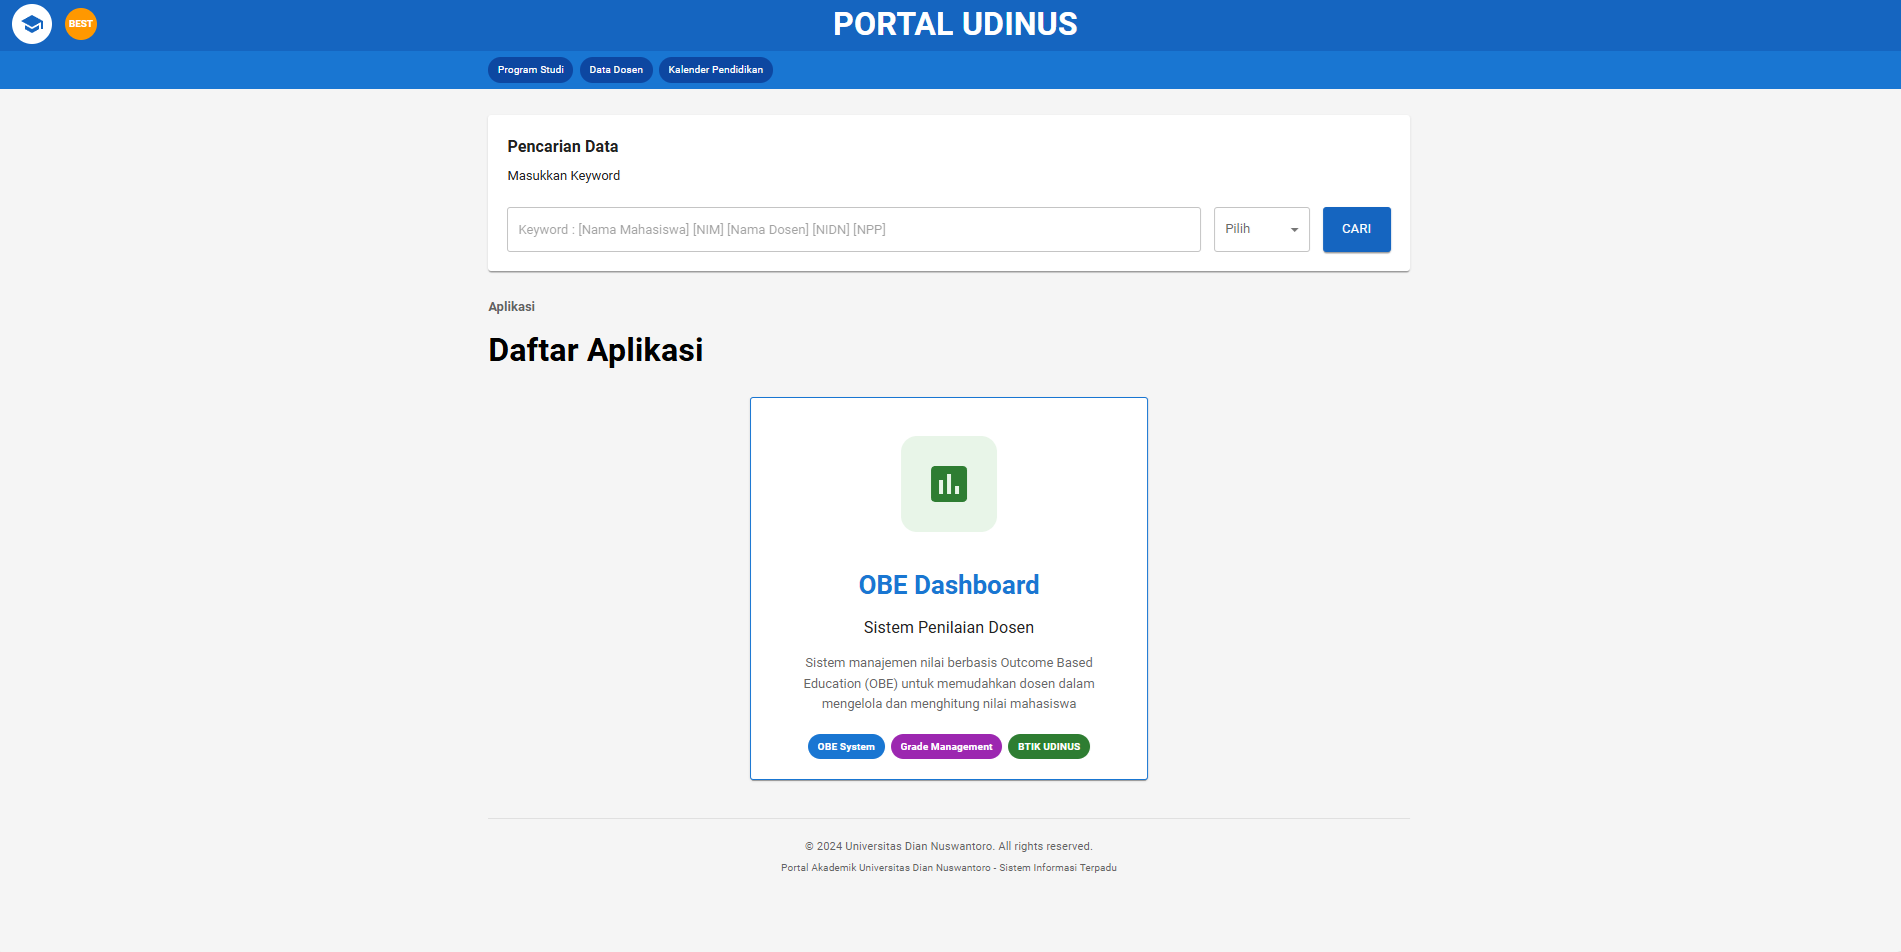 BEST
PORTAL UDINUS
Program Studi
Data Dosen
Kalender Pendidikan
Pencarian Data
Masukkan Keyword
Keyword : [Nama Mahasiswa] [NIM] [Nama Dosen] [NIDN] [NPP]
Pilih
CARI
Aplikasi
Daftar Aplikasi
OBE Dashboard
Sistem Penilaian Dosen
Sistem manajemen nilai berbasis Outcome Based
Education (OBE) untuk memudahkan dosen dalam
mengelola dan menghitung nilai mahasiswa
OBE System
Grade Management
BTIK UDINUS
© 2024 Universitas Dian Nuswantoro. All rights reserved.
Portal Akademik Universitas Dian Nuswantoro - Sistem Informasi Terpadu